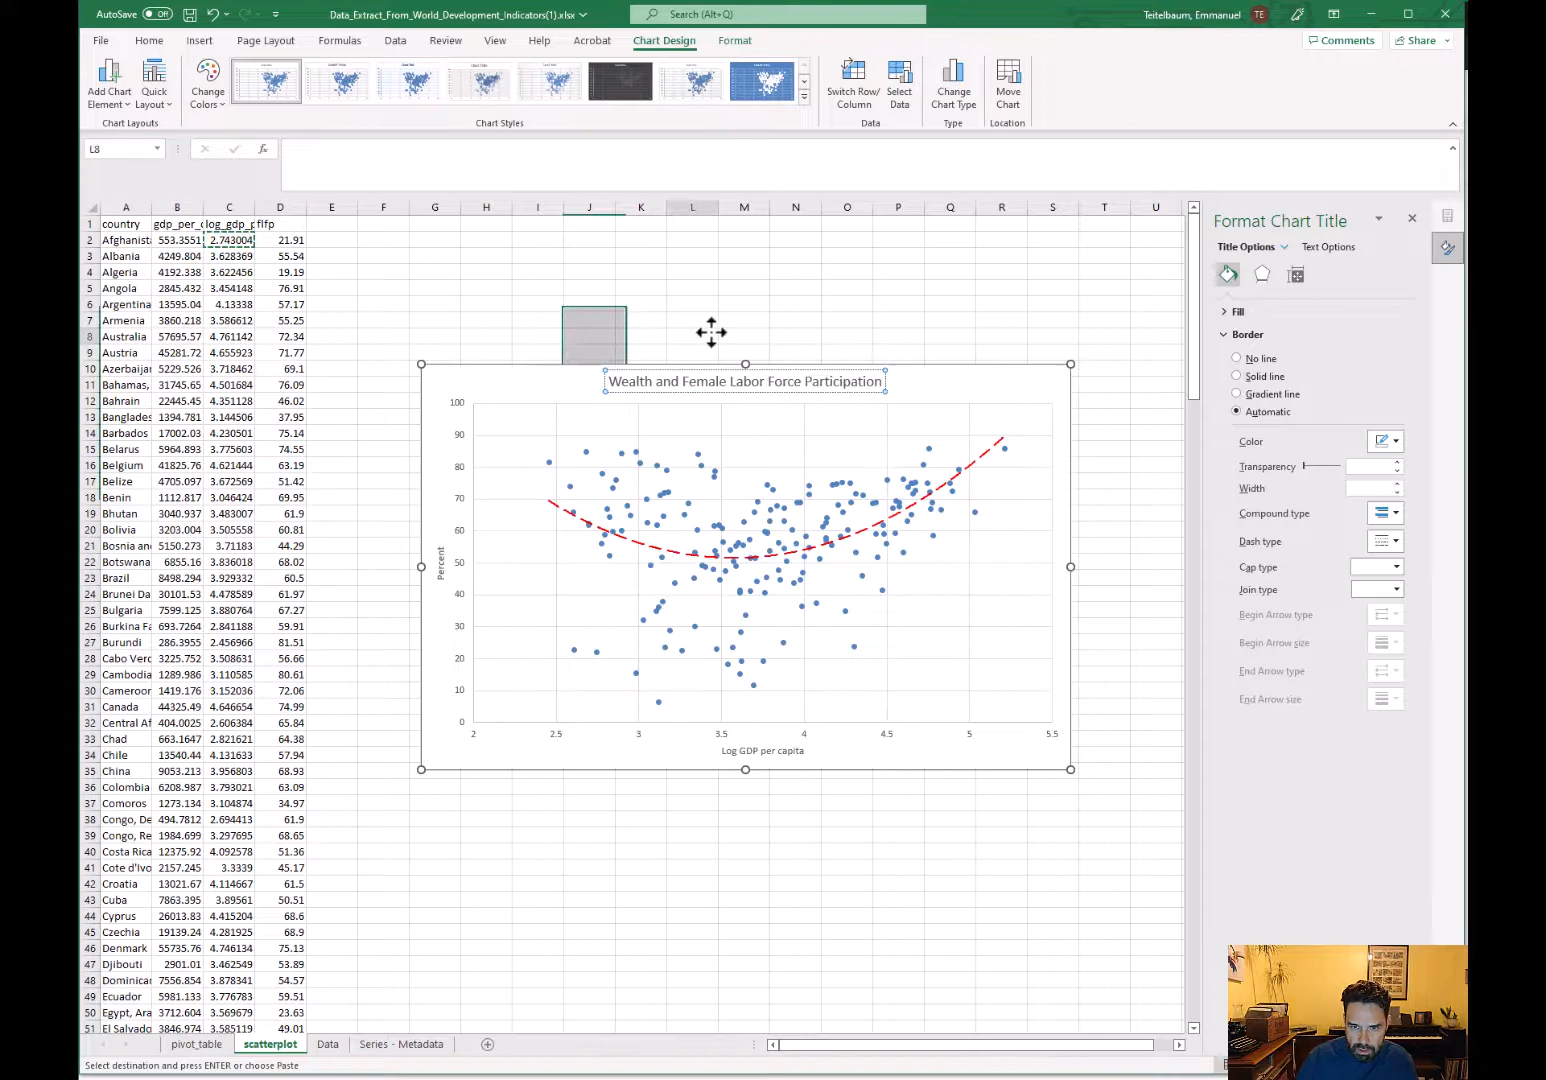 AutoSave Off
Data_Extract_From_World_Development_Indicators(1).xlsx
Search (Alt+Q)
Teitelbaum, Emmanuel TE
File Home Insert Page Layout Formulas Data Review View Help Acrobat Chart Design Format
Comments Share
Add Chart Element
Quick Layout
Change Colors
Switch Row/Column
Select Data
Change Chart Type
Move Chart
Chart Layouts Chart Styles Data Type Location
L8 fx
A B C D E F G H I J K L M N O P Q R S T U
1 country gdp_per_c log_gdp_p flfp
2 Afghanista 553.3551 2.743004 21.91
3 Albania 4249.804 3.628369 55.54
4 Algeria 4192.338 3.622456 19.19
5 Angola 2845.432 3.454148 76.91
6 Argentina 13595.04 4.13338 57.17
7 Armenia 3860.218 3.586612 55.25
8 Australia 57695.57 4.761142 72.34
9 Austria 45281.72 4.655923 71.77
10 Azerbaijan 5229.526 3.718462 69.1
11 Bahamas, 31745.65 4.501684 76.09
12 Bahrain 22445.45 4.351128 46.02
13 Banglades 1394.781 3.144506 37.95
14 Barbados 17002.03 4.230501 75.14
15 Belarus 5964.893 3.775603 74.55
16 Belgium 41825.76 4.621444 63.19
17 Belize 4705.097 3.672569 51.42
18 Benin 1112.817 3.046424 69.95
19 Bhutan 3040.937 3.483007 61.9
20 Bolivia 3203.004 3.505558 60.81
21 Bosnia and 5150.273 3.71183 44.29
22 Botswana 6855.16 3.836018 68.02
23 Brazil 8498.294 3.929332 60.5
24 Brunei Da 30101.53 4.478589 61.97
25 Bulgaria 7599.125 3.880764 67.27
26 Burkina Fa 693.7264 2.841188 59.91
27 Burundi 286.3955 2.456966 81.51
28 Cabo Verd 3225.752 3.508631 56.66
29 Cambodia 1289.986 3.110585 80.61
30 Cameroon 1419.176 3.152036 72.06
31 Canada 44325.49 4.646654 74.99
32 Central Af 404.0025 2.606384 65.84
33 Chad 663.1647 2.821621 64.38
34 Chile 13540.44 4.131633 57.94
35 China 9053.213 3.956803 68.93
36 Colombia 6208.987 3.793021 63.09
37 Comoros 1273.134 3.104874 34.97
38 Congo, De 494.7812 2.694413 61.9
39 Congo, Re 1984.699 3.297695 68.65
40 Costa Rica 12375.92 4.092578 51.36
41 Cote d'Ivo 2157.245 3.3339 45.17
42 Croatia 13021.67 4.114667 61.5
43 Cuba 7863.395 3.89561 50.51
44 Cyprus 26013.83 4.415204 68.6
45 Czechia 19139.24 4.281925 68.9
46 Denmark 55735.76 4.746134 75.13
47 Djibouti 2901.01 3.462549 53.89
48 Dominican 7556.854 3.878341 54.57
49 Ecuador 5981.133 3.776783 59.51
50 Egypt, Ara 3712.604 3.569679 23.63
51 El Salvado 3846.974 3.585119 49.01
Wealth and Female Labor Force Participation
100
90
80
70
60
50
40
30
20
10
0
Percent
2 2.5 3 3.5 4 4.5 5 5.5
Log GDP per capita
Format Chart Title
Title Options Text Options
Fill
Border
No line
Solid line
Gradient line
Automatic
Color
Transparency
Width
Compound type
Dash type
Cap type
Join type
Begin Arrow type
Begin Arrow size
End Arrow type
End Arrow size
pivot_table scatterplot Data Series - Metadata
Select destination and press ENTER or choose Paste